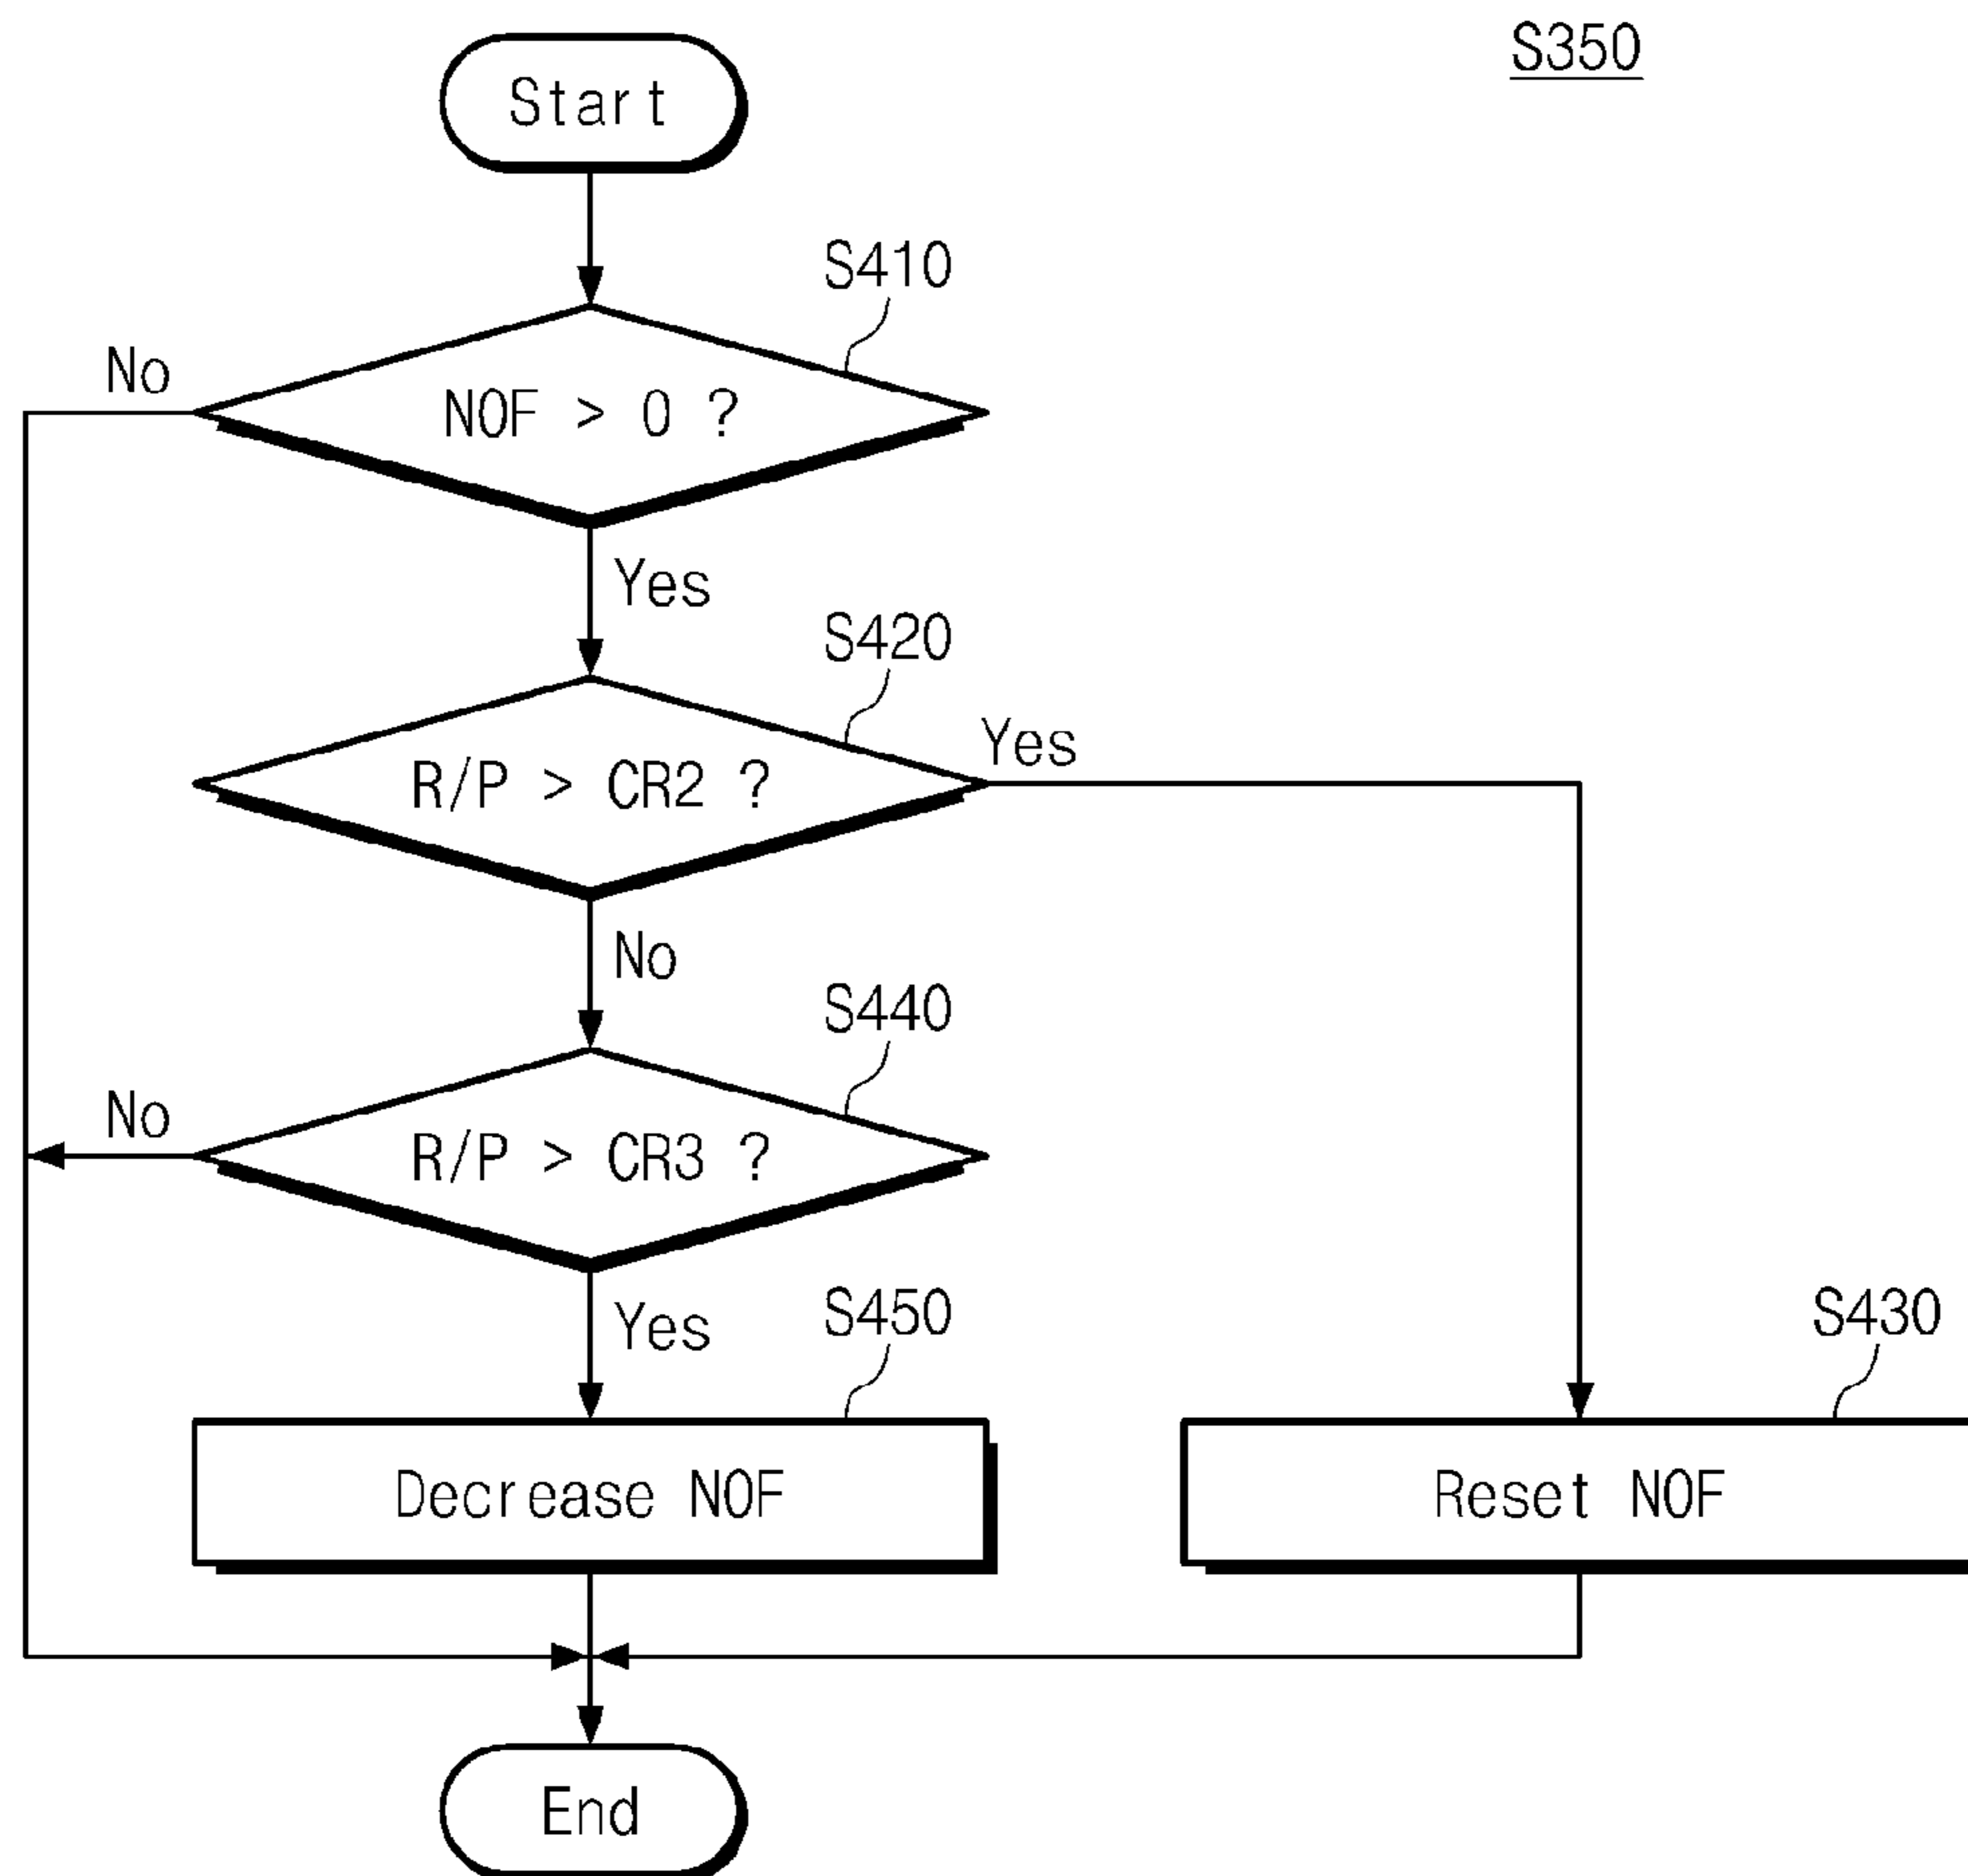 S350
Start
S410
No
NOF > 0 ?
Yes
S420
Yes
R/P > CR2 ?
No
S440
No
R/P > CR3 ?
Yes
S450
S430
Decrease NOF
Reset NOF
End